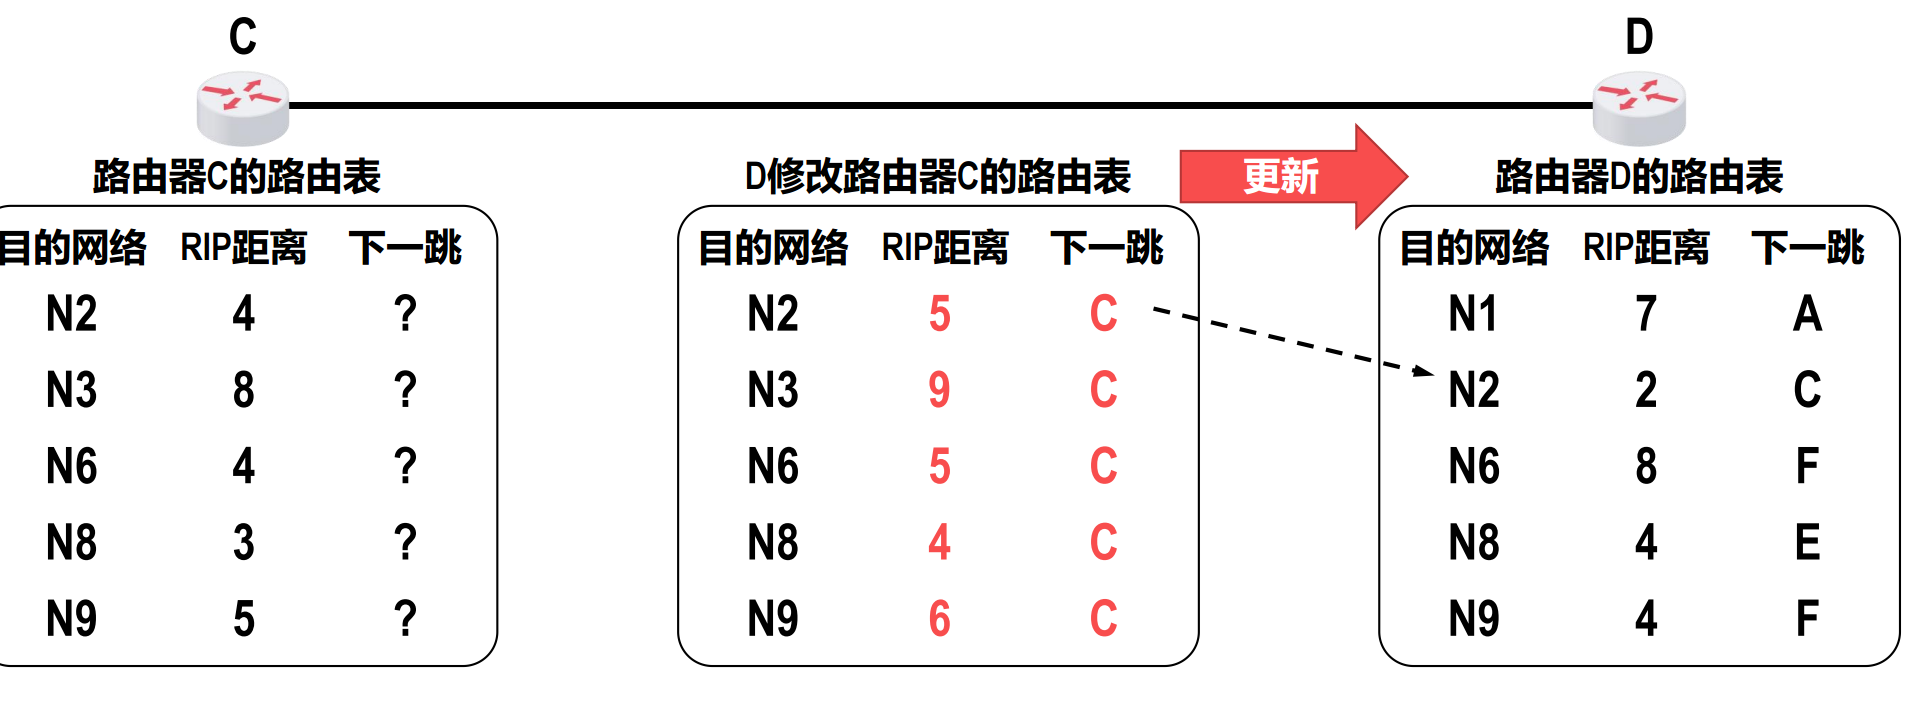 C
D
路由器C的路由表
D修改路由器C的路由表
更新
路由器D的路由表
目的网络 RIP距离 下一跳
N2 4 ?
N3 8 ?
N6 4 ?
N8 3 ?
N9 5 ?
目的网络 RIP距离 下一跳
N2 5 C
N3 9 C
N6 5 C
N8 4 C
N9 6 C
目的网络 RIP距离 下一跳
N1 7 A
N2 2 C
N6 8 F
N8 4 E
N9 4 F